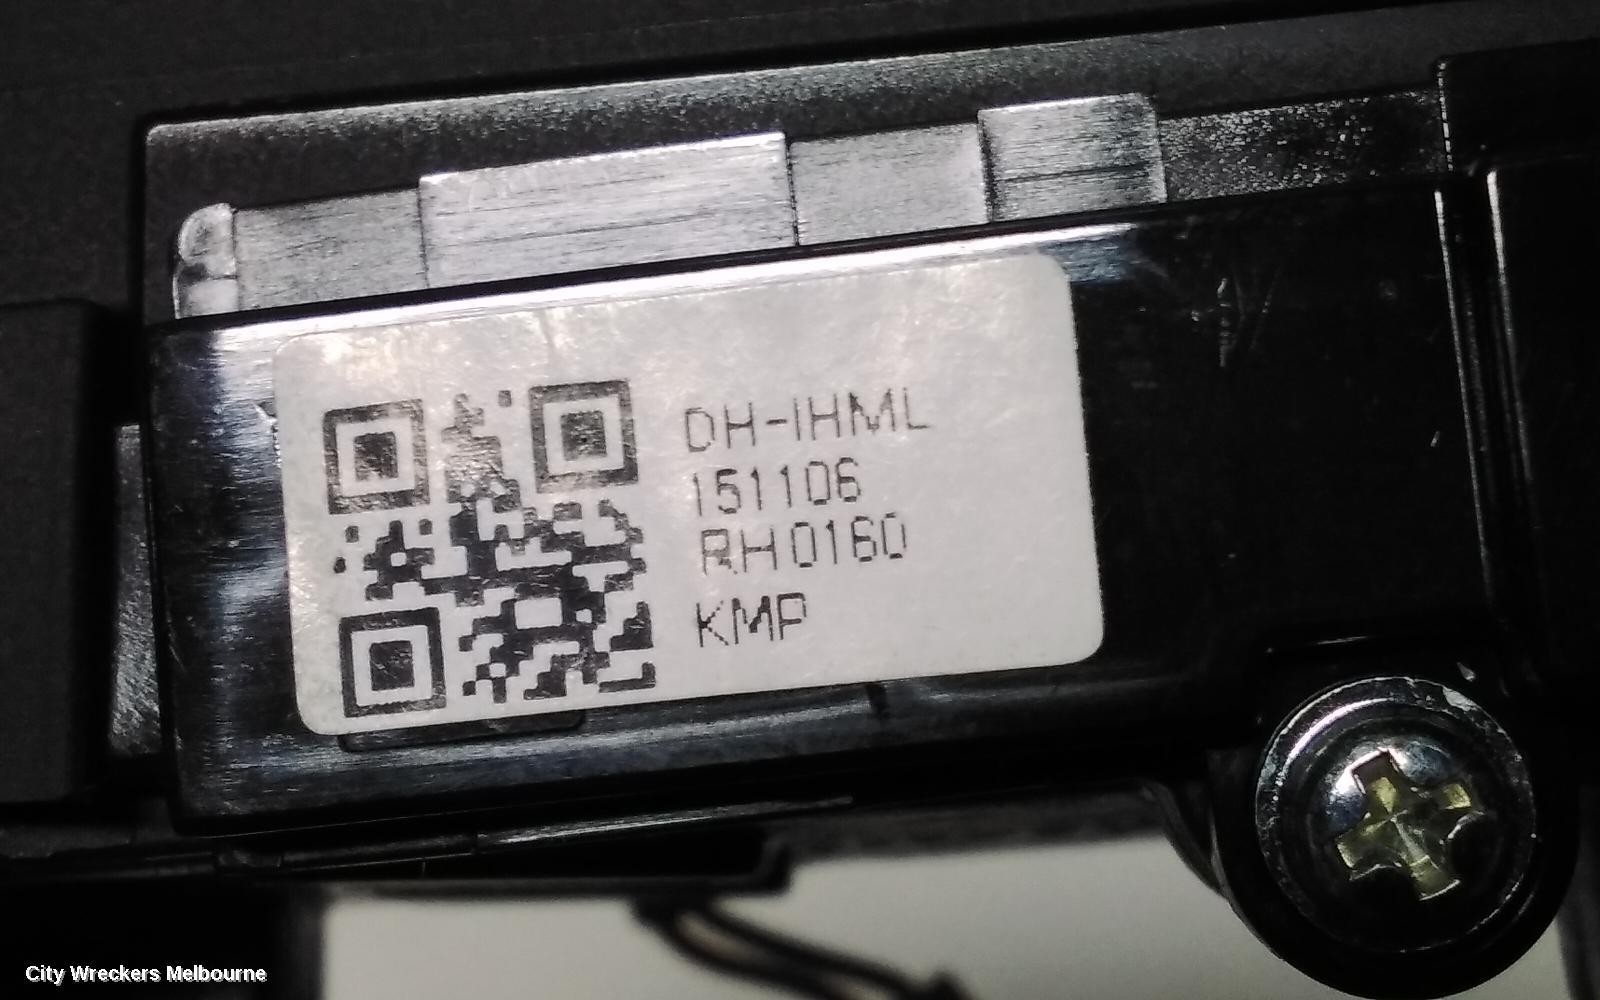 DH-IHML
151106
RH0160
KMP
City Wreckers Melbourne